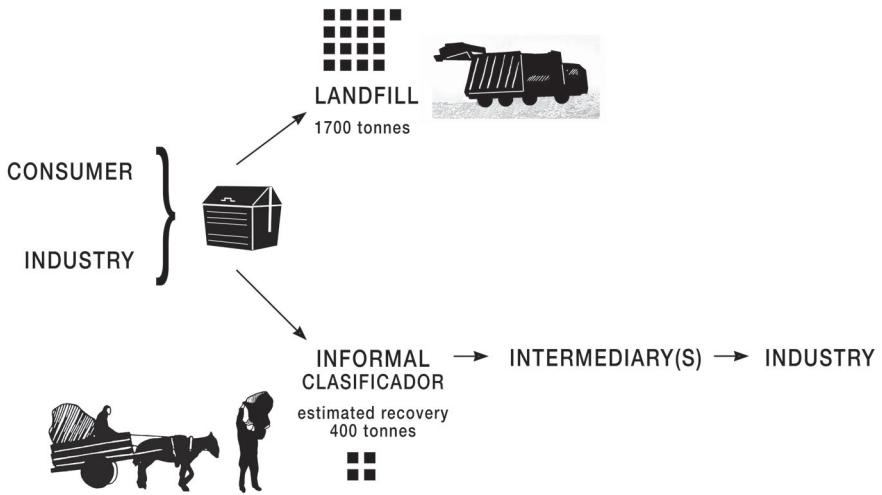 LANDFILL
1700 tonnes
CONSUMER
INDUSTRY
INFORMAL
CLASIFICADOR
estimated recovery
400 tonnes
INTERMEDIARY(S)
INDUSTRY